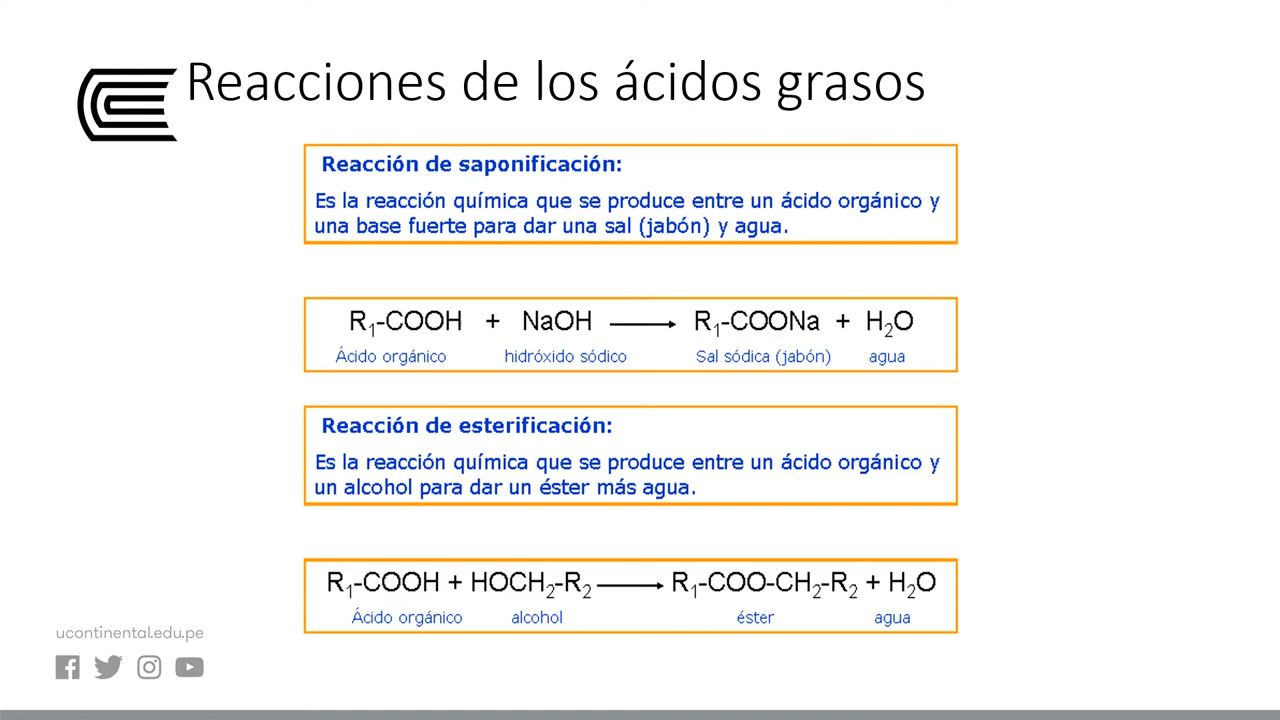 Reacciones de los ácidos grasos
Reacción de saponificación:
Es la reacción química que se produce entre un ácido orgánico y
una base fuerte para dar una sal (jabón) y agua.
R₁-COOH + NaOH ⟶ R₁-COONa + H₂O
Ácido orgánico hidróxido sódico Sal sódica (jabón) agua
Reacción de esterificación:
Es la reacción química que se produce entre un ácido orgánico y
un alcohol para dar un éster más agua.
R₁-COOH + HOCH₂-R₂ ⟶ R₁-COO-CH₂-R₂ + H₂O
Ácido orgánico alcohol éster agua
ucontinental.edu.pe